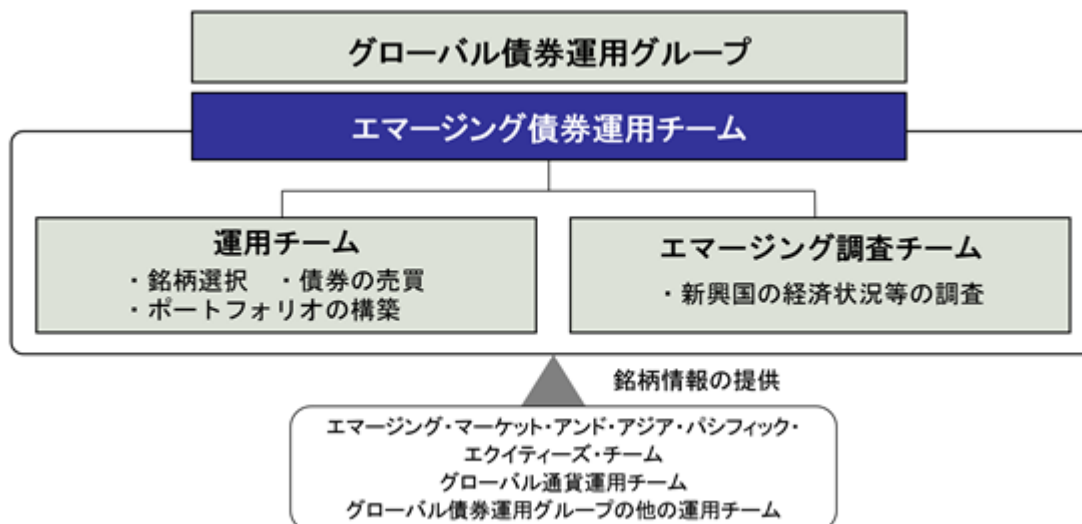 グローバル債券運用グループ
エマージング債券運用チーム
運用チーム
・銘柄選択　・債券の売買
・ポートフォリオの構築
エマージング調査チーム
・新興国の経済状況等の調査
銘柄情報の提供
エマージング・マーケット・アンド・アジア・パシフィック・
エクイティーズ・チーム
グローバル通貨運用チーム
グローバル債券運用グループの他の運用チーム